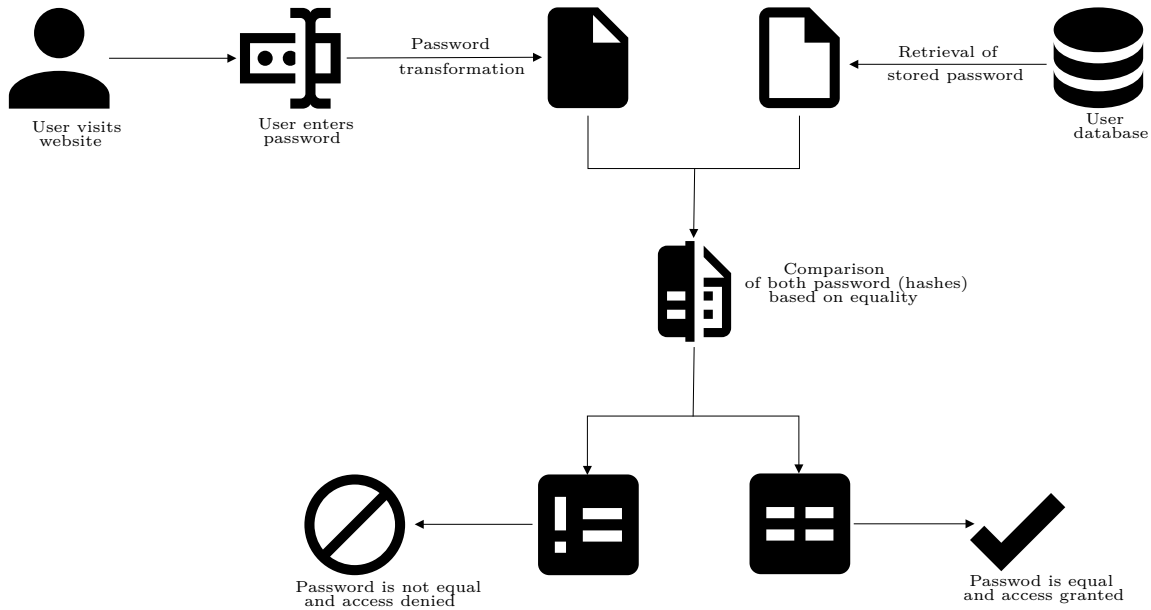 Password
transformation
Retrieval of
stored password
User visits
website
User enters
password
User
database
Comparison
of both password (hashes)
based on equality
Password is not equal
and access denied
Passwod is equal
and access granted